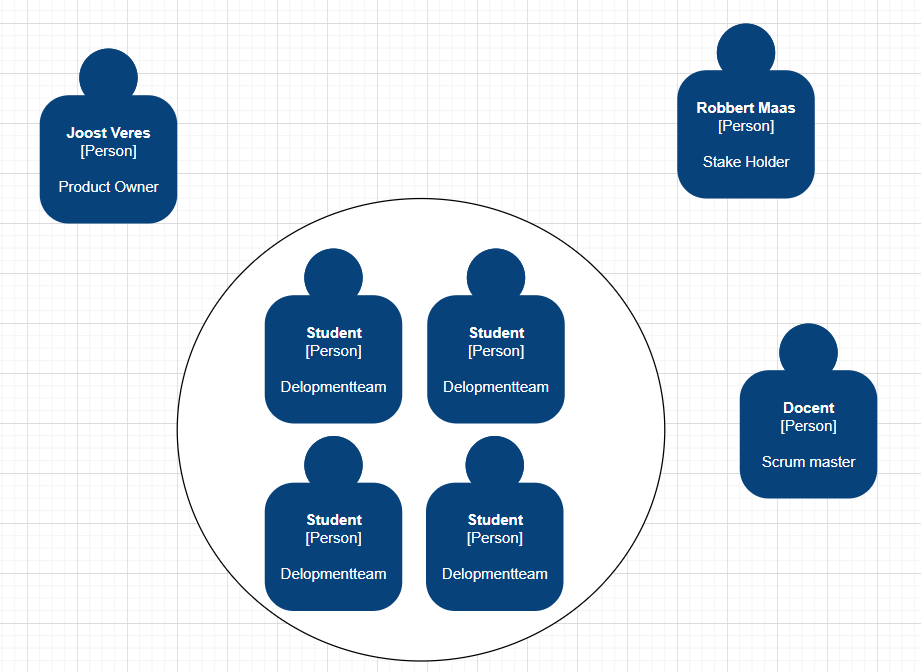 Joost Veres
[Person]
Product Owner
Robbert Maas
[Person]
Stake Holder
Student
[Person]
Delopmentteam
Student
[Person]
Delopmentteam
Docent
[Person]
Scrum master
Student
[Person]
Delopmentteam
Student
[Person]
Delopmentteam